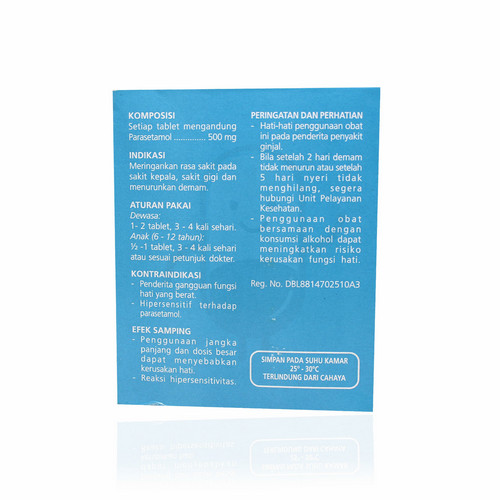 KOMPOSISI
Setiap tablet mengandung
Parasetamol .............. 500 mg
INDIKASI
Meringankan rasa sakit pada
sakit kepala, sakit gigi dan
menurunkan demam.
ATURAN PAKAI
Dewasa:
1- 2 tablet, 3 - 4 kali sehari.
Anak (6 - 12 tahun):
½ -1 tablet, 3 - 4 kali sehari
atau sesuai petunjuk dokter.
KONTRAINDIKASI
- Penderita gangguan fungsi
hati yang berat.
- Hipersensitif terhadap
parasetamol.
EFEK SAMPING
- Penggunaan jangka
panjang dan dosis besar
dapat menyebabkan
kerusakan hati.
- Reaksi hipersensitivitas.
PERINGATAN DAN PERHATIAN
- Hati-hati penggunaan obat
ini pada penderita penyakit
ginjal.
- Bila setelah 2 hari demam
tidak menurun atau setelah
5 hari nyeri tidak
menghilang, segera
hubungi Unit Pelayanan
Kesehatan.
- Penggunaan obat
bersamaan dengan
konsumsi alkohol dapat
meningkatkan risiko
kerusakan fungsi hati.
Reg. No. DBL8814702510A3
SIMPAN PADA SUHU KAMAR
25° - 30°C
TERLINDUNG DARI CAHAYA